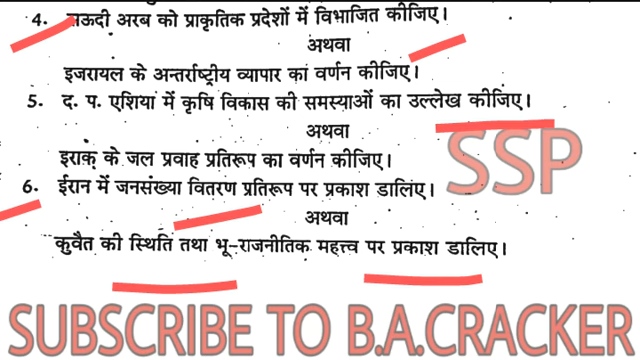 4. सऊदी अरब को प्राकृतिक प्रदेशों में विभाजित कीजिए।
अथवा
इजरायल के अन्तर्राष्ट्रीय व्यापार का वर्णन कीजिए।
5. द. प. एशिया में कृषि विकास की समस्याओं का उल्लेख कीजिए।
अथवा
इराक के जल प्रवाह प्रतिरूप का वर्णन कीजिए।
SSP
6. ईरान में जनसंख्या वितरण प्रतिरूप पर प्रकाश डालिए।
अथवा
कुवैत की स्थिति तथा भू-राजनीतिक महत्त्व पर प्रकाश डालिए।
SUBSCRIBE TO B.A.CRACKER